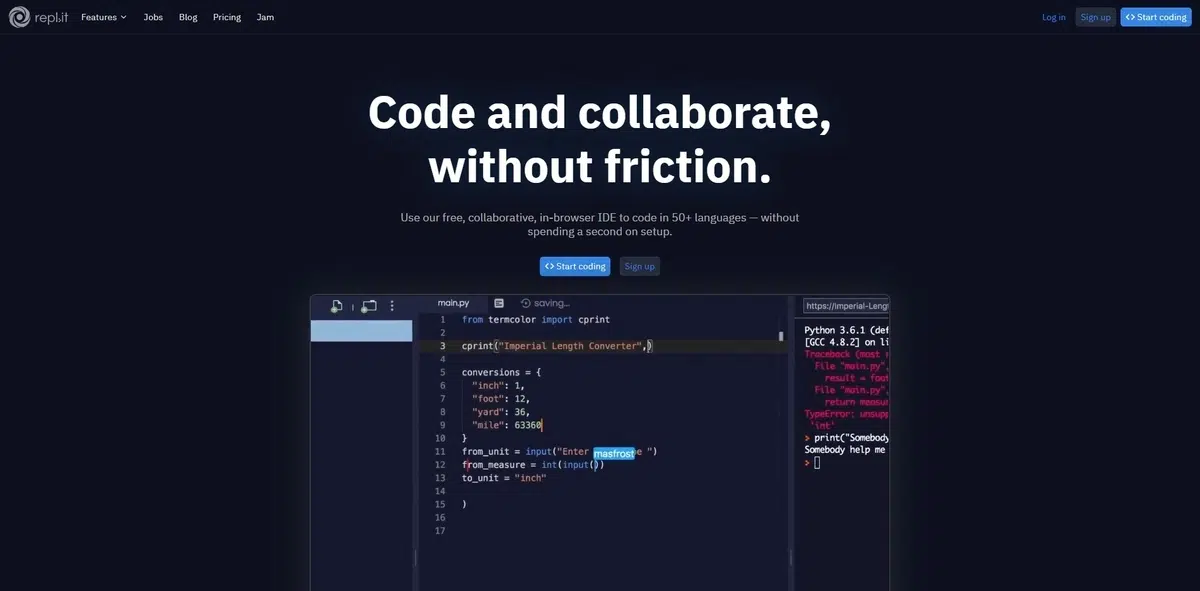 repl.it Features Jobs Blog Pricing Jam Log in Sign up <> Start coding
Code and collaborate,
without friction.
Use our free, collaborative, in-browser IDE to code in 50+ languages — without
spending a second on setup.
<> Start coding Sign up
main.py saving...
1 from termcolor import cprint
2
3 cprint("Imperial Length Converter",)
4
5 conversions = {
6 "inch": 1,
7 "foot": 12,
8 "yard": 36,
9 "mile": 63360
10 }
11 from_unit = input("Enter masfrost e ")
12 from_measure = int(input())
13 to_unit = "inch"
14
15 )
16
17
https://imperial-Leng
Python 3.6.1 (def
[GCC 4.8.2] on li
Traceback (most r
File "main.py",
result = foot
File "main.py",
return measur
TypeError: unsupp
'int'
> print("Somebody
Somebody help me
>